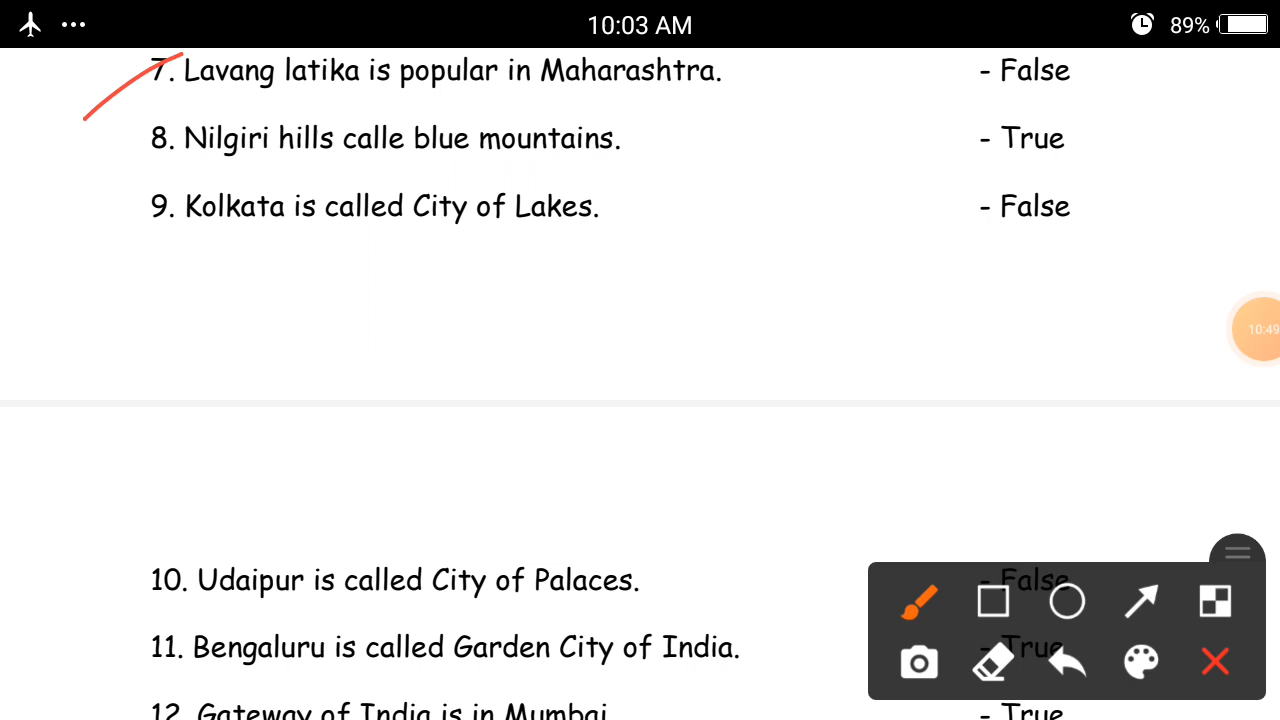 10:03 AM 89%
7. Lavang latika is popular in Maharashtra. - False
8. Nilgiri hills calle blue mountains. - True
9. Kolkata is called City of Lakes. - False
10:49
10. Udaipur is called City of Palaces. - False
11. Bengaluru is called Garden City of India. - True
12. Gateway of India is in Mumbai - True